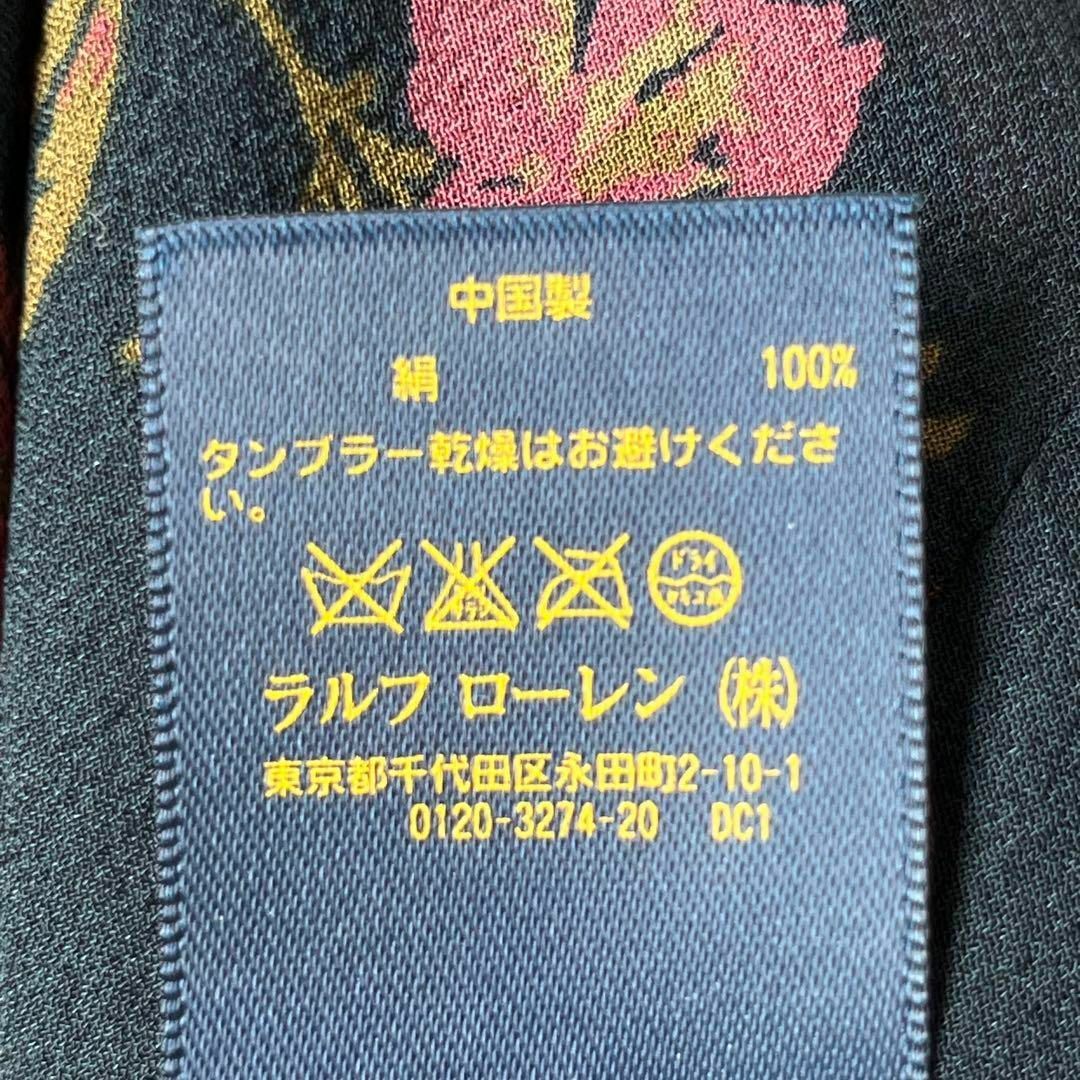 中国製
絹 100%
タンブラー乾燥はお避けくださ
い。
ドライ
ラルフ ローレン (株)
東京都千代田区永田町2-10-1
0120-3274-20 DC1